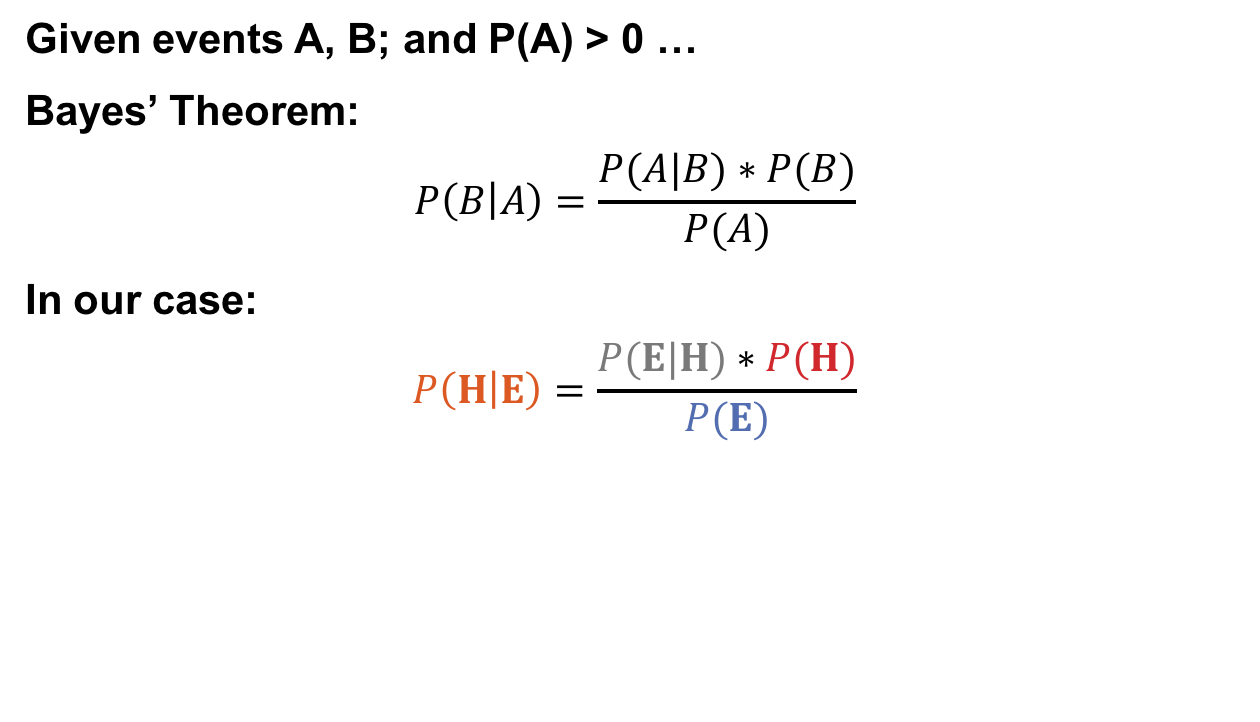 Given events A, B; and P(A) > 0 …
Bayes’ Theorem:
P(B|A) = P(A|B) ∗ P(B) / P(A)
In our case:
P(H|E) = P(E|H) ∗ P(H) / P(E)